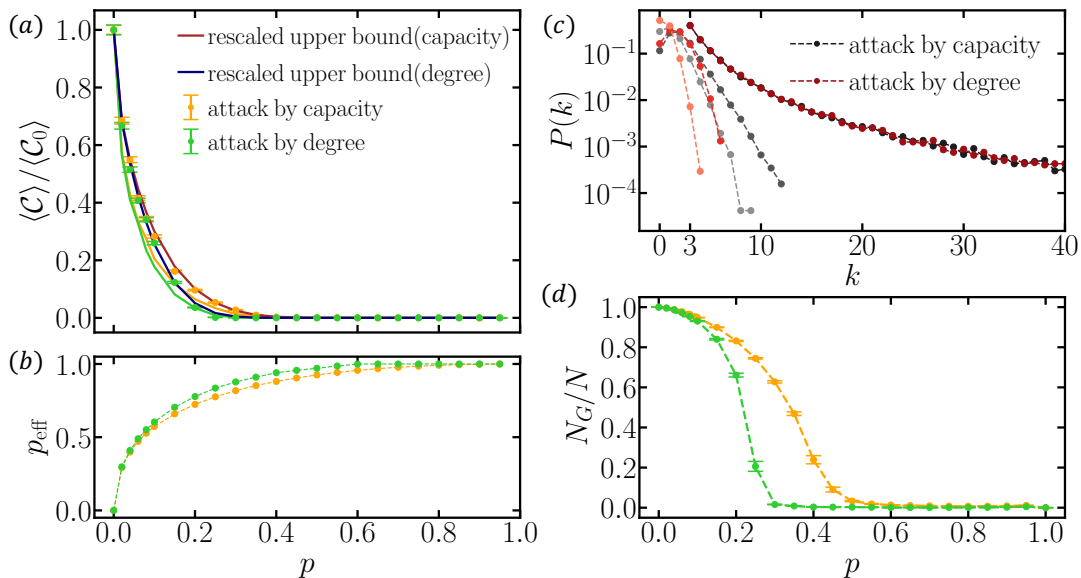 (a)
1.0
0.8
0.6
0.4
0.2
0.0
⟨C⟩/⟨C₀⟩
rescaled upper bound(capacity)
rescaled upper bound(degree)
attack by capacity
attack by degree
(b)
1.0
0.5
0.0
p_eff
0.0 0.2 0.4 0.6 0.8 1.0
p
(c)
10⁻¹
10⁻²
10⁻³
10⁻⁴
P(k)
attack by capacity
attack by degree
0 3 10 20 30 40
k
(d)
1.0
0.8
0.6
0.4
0.2
0.0
N_G/N
0.0 0.2 0.4 0.6 0.8 1.0
p